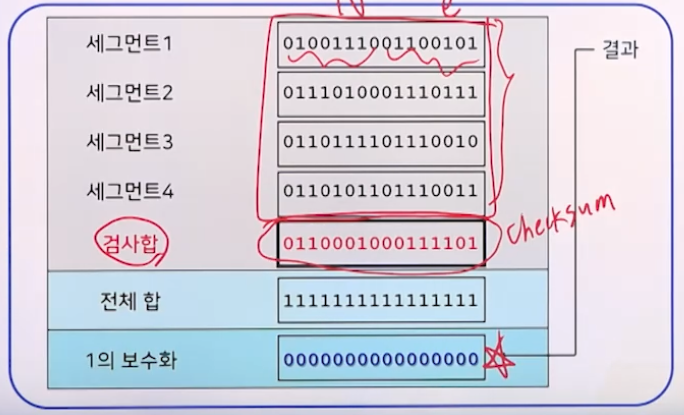 N e
세그먼트1 0100111001100101 결과
세그먼트2 0111010001110111
세그먼트3 0110111101110010
세그먼트4 0110101101110011
검사합 0110001000111101 checksum
전체 합 1111111111111111
1의 보수화 0000000000000000